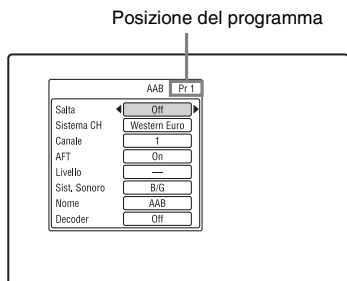 Posizione del programma
AAB Pr 1
Salta Off
Sistema CH Western Euro
Canale 1
AFT On
Livello —
Sist. Sonoro B/G
Nome AAB
Decoder Off